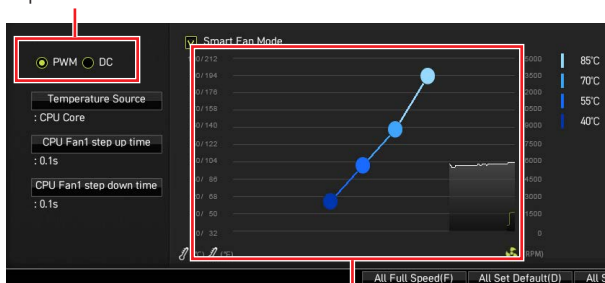 PWM DC
Smart Fan Mode
Temperature Source
: CPU Core
CPU Fan1 step up time
: 0.1s
CPU Fan1 step down time
: 0.1s
0/212
0/194
0/176
0/158
0/140
0/122
0/104
0/ 86
0/ 68
0/ 50
0/ 32
(°C) (°F)
5000
3500
9000
7500
6000
4500
3000
1500
0
(RPM)
85°C
70°C
55°C
40°C
All Full Speed(F) All Set Default(D) All S